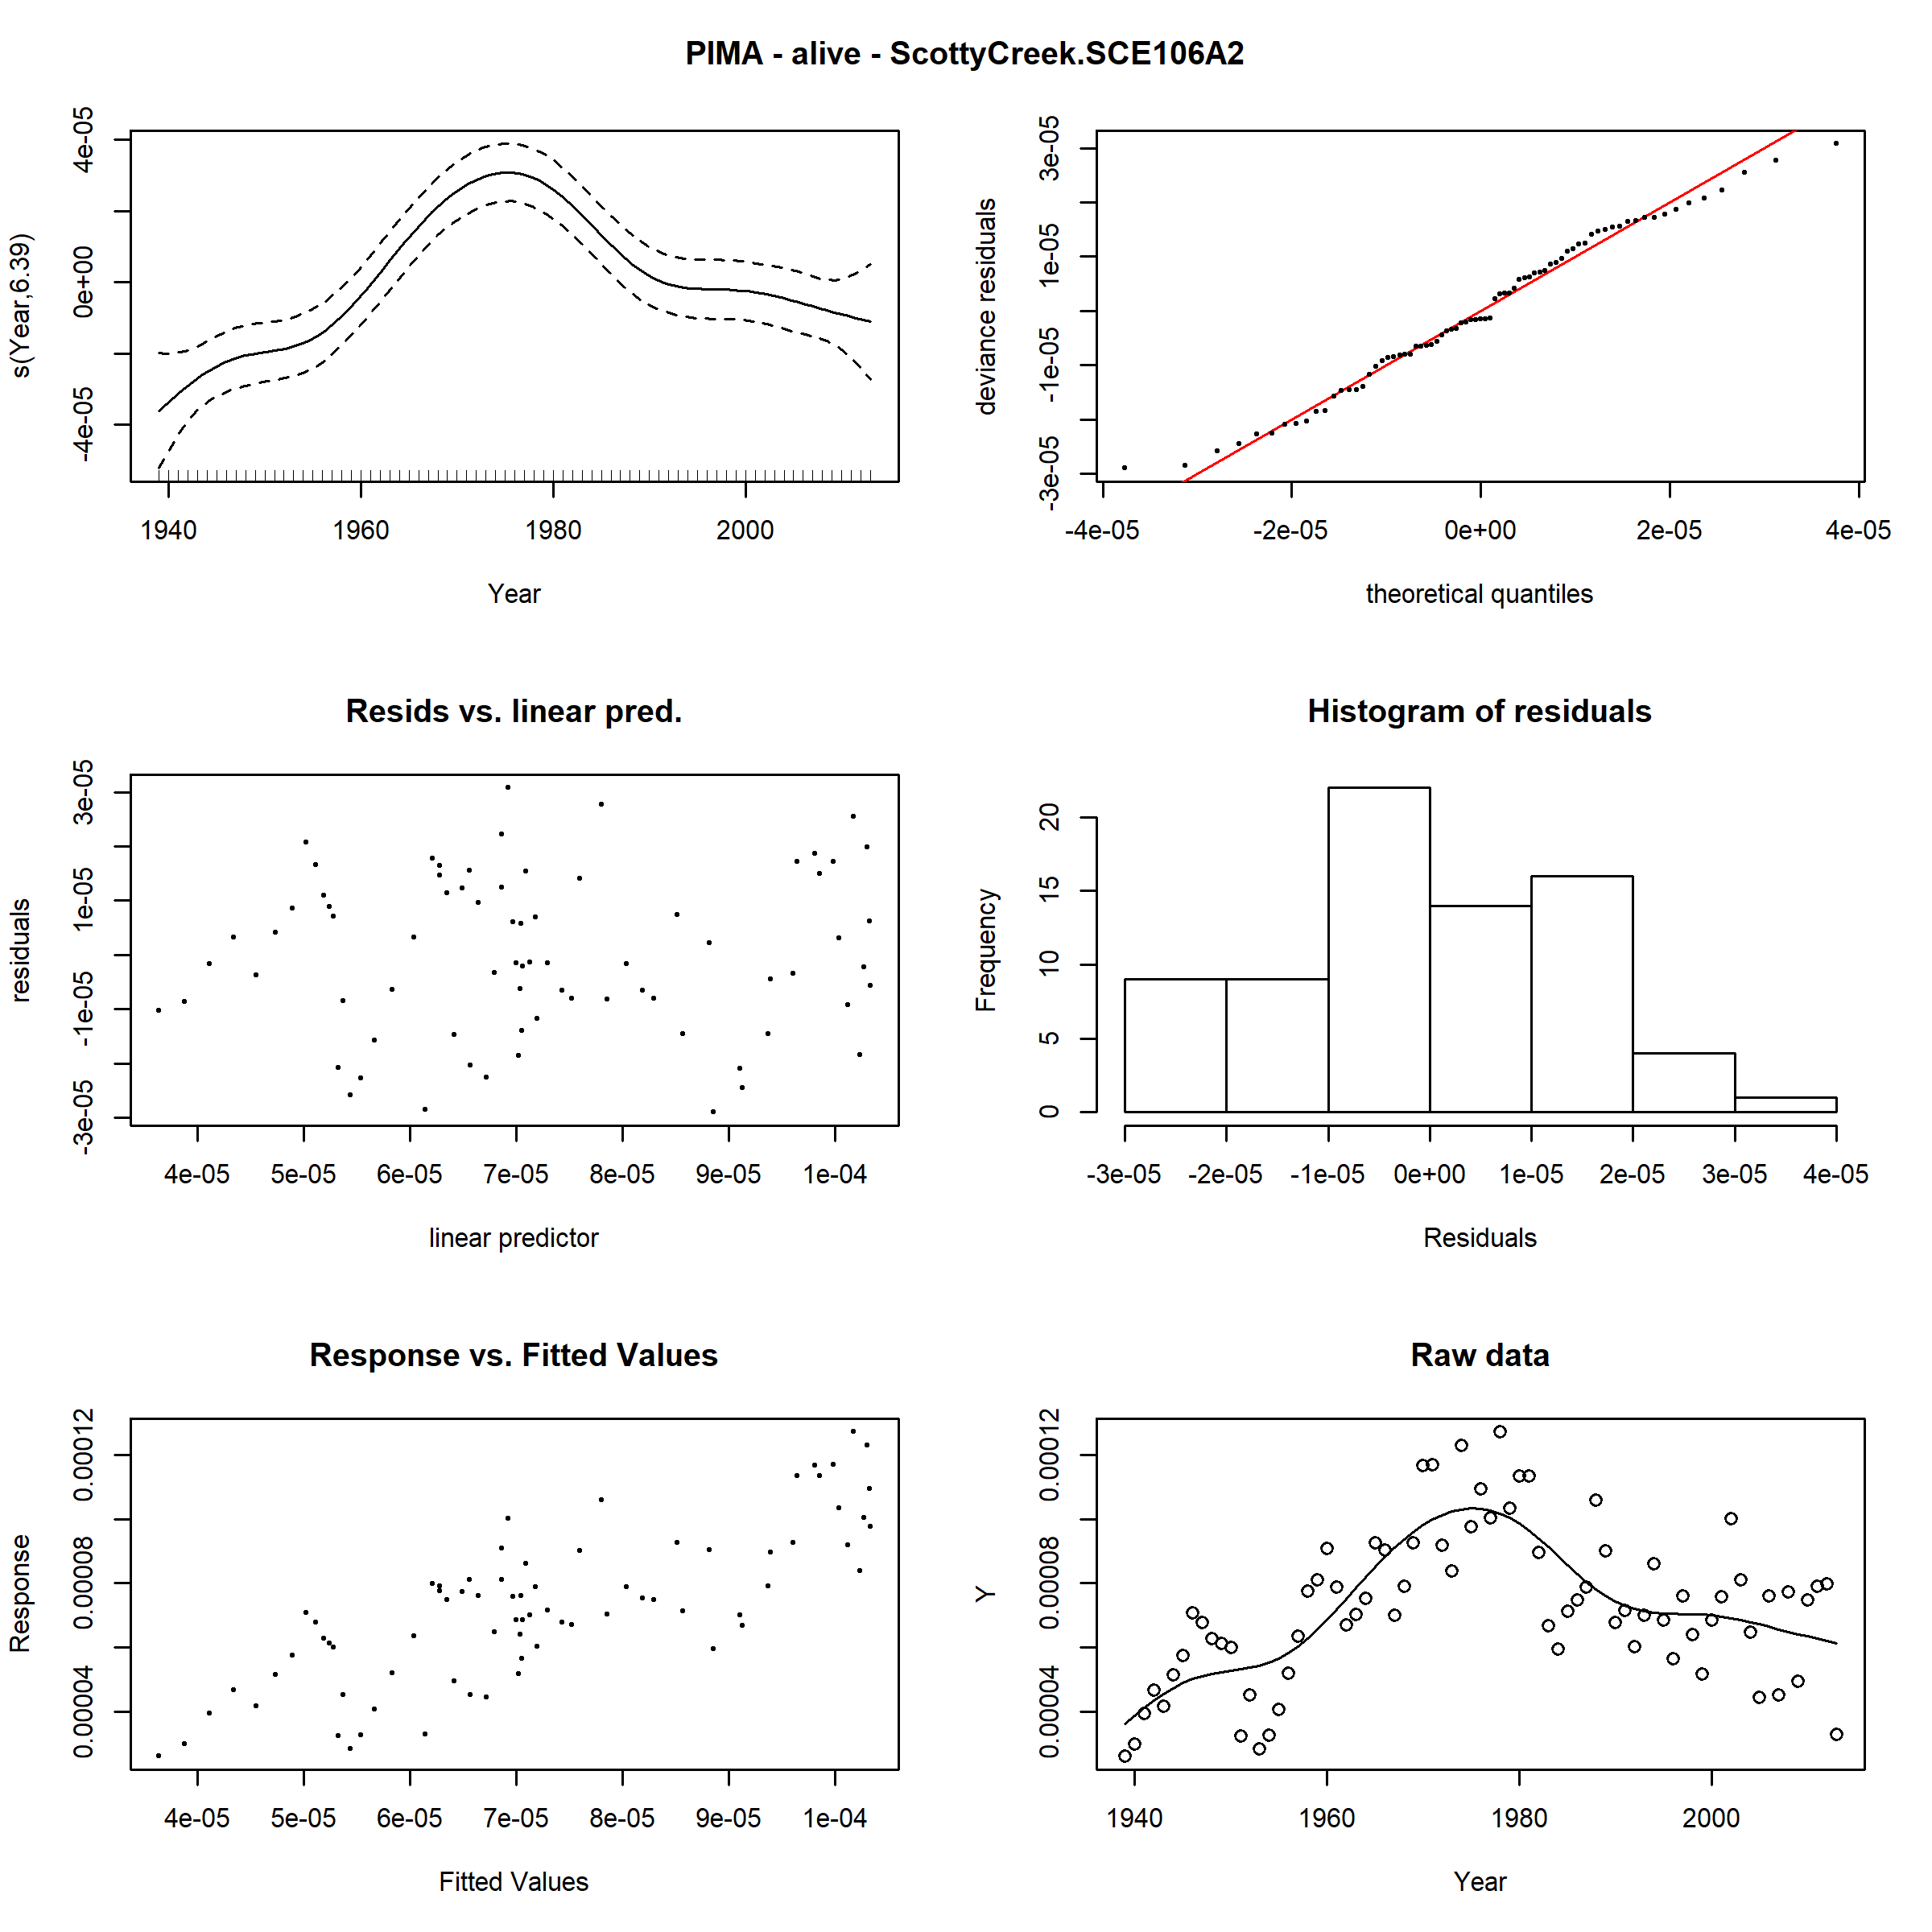 PIMA - alive - ScottyCreek.SCE106A2
s(Year,6.39)
4e-05
0e+00
-4e-05
1940 1960 1980 2000
Year
deviance residuals
3e-05
1e-05
-1e-05
-3e-05
-4e-05 -2e-05 0e+00 2e-05 4e-05
theoretical quantiles
Resids vs. linear pred.
residuals
3e-05
1e-05
-1e-05
-3e-05
4e-05 5e-05 6e-05 7e-05 8e-05 9e-05 1e-04
linear predictor
Histogram of residuals
Frequency
20
15
10
5
0
-3e-05 -2e-05 -1e-05 0e+00 1e-05 2e-05 3e-05 4e-05
Residuals
Response vs. Fitted Values
Response
0.00012
0.00008
0.00004
4e-05 5e-05 6e-05 7e-05 8e-05 9e-05 1e-04
Fitted Values
Raw data
Y
0.00012
0.00008
0.00004
1940 1960 1980 2000
Year